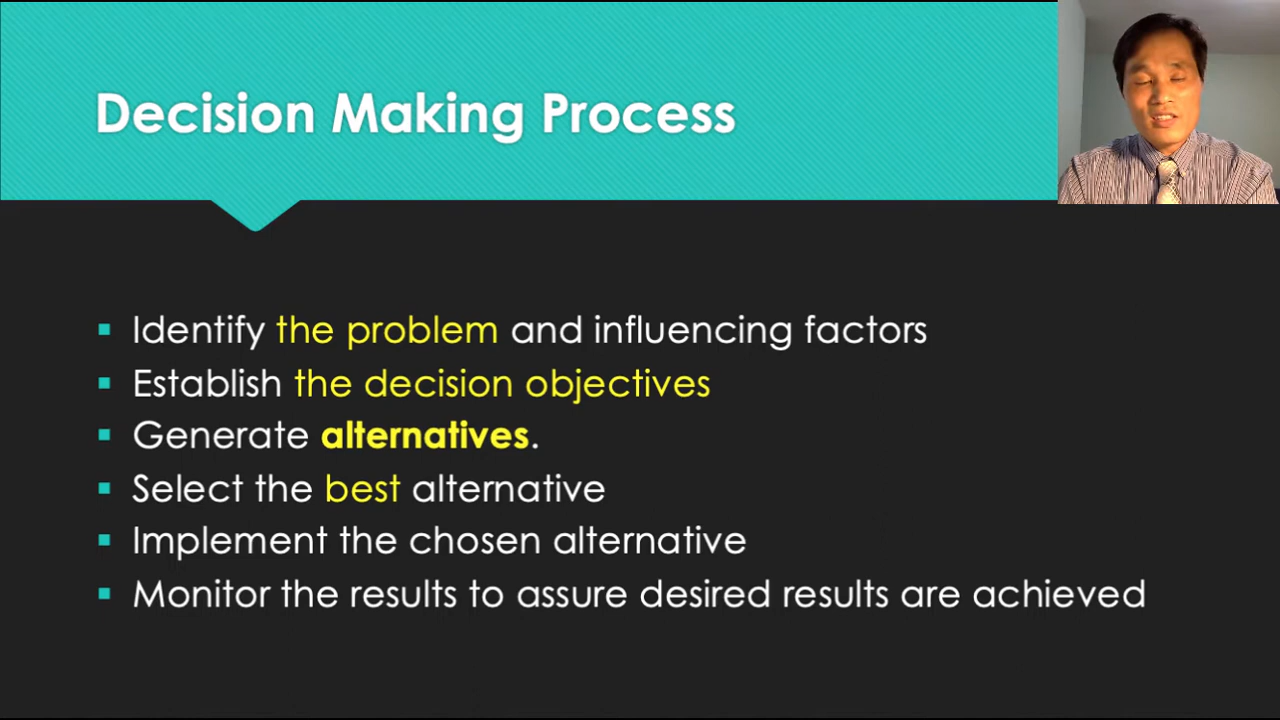 Decision Making Process
Identify the problem and influencing factors
Establish the decision objectives
Generate alternatives.
Select the best alternative
Implement the chosen alternative
Monitor the results to assure desired results are achieved